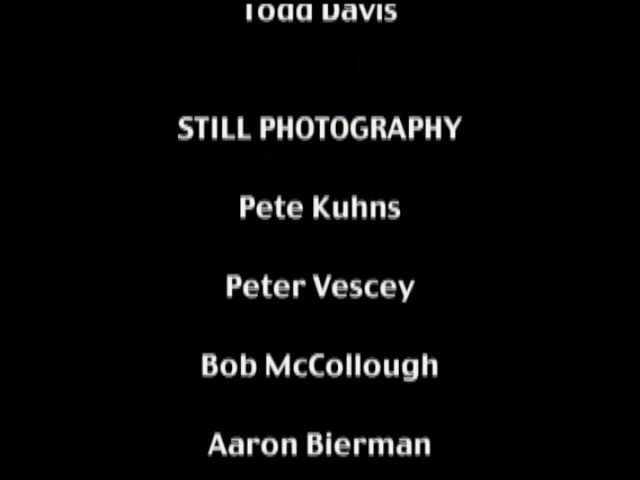 Todd Davis
STILL PHOTOGRAPHY
Pete Kuhns
Peter Vescey
Bob McCollough
Aaron Bierman